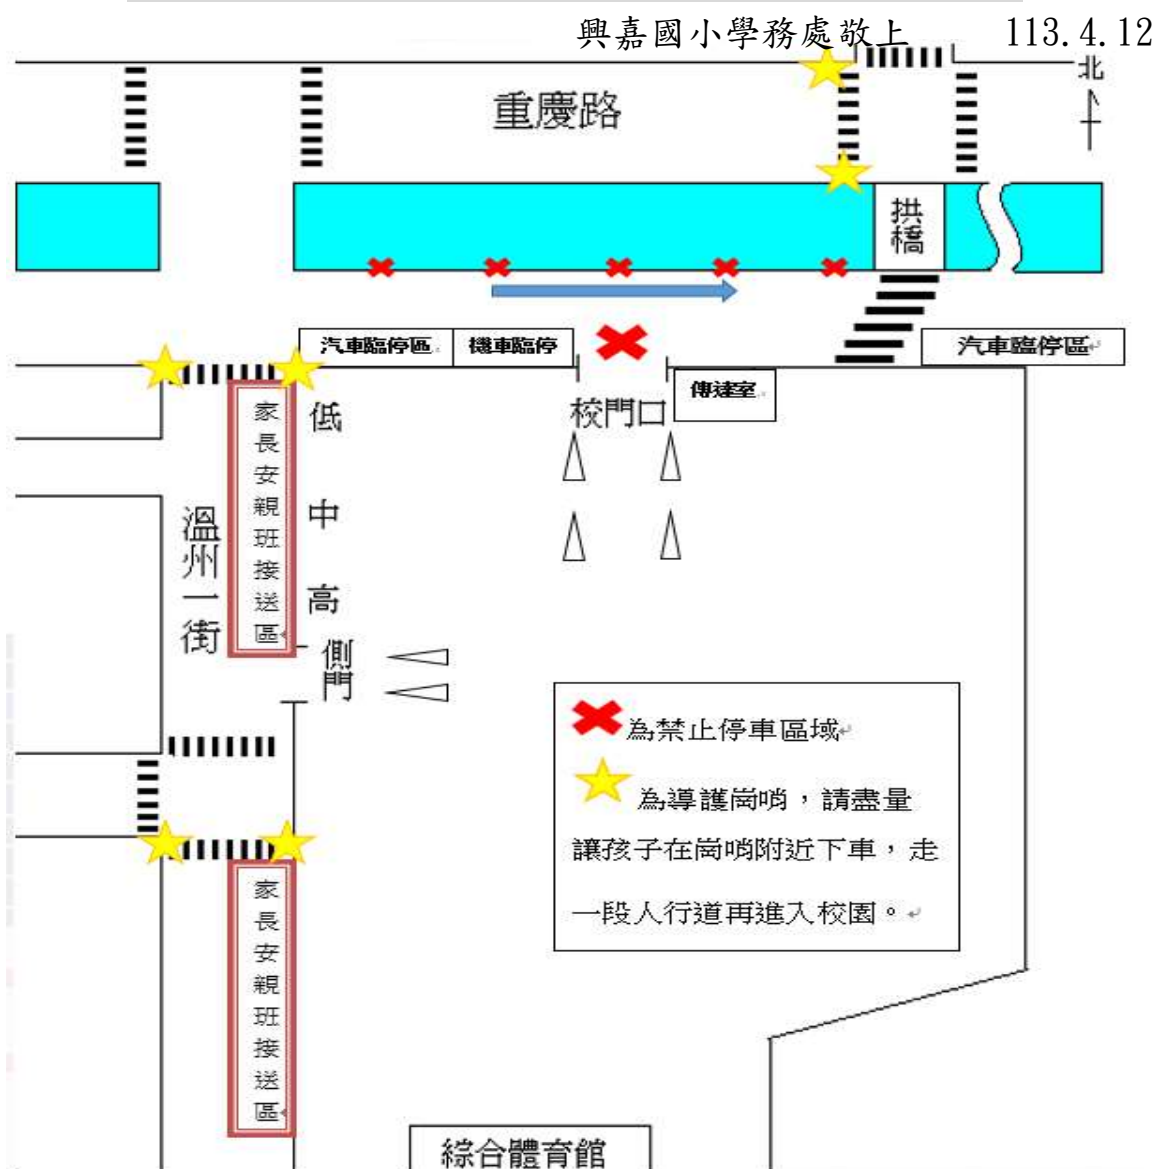 興嘉國小學務處敬上 113.4.12
北
重慶路
拱橋
汽車臨停區
機車臨停
汽車臨停區
傳達室
校門口
家長安親班接送區
低
中
高
溫州一街
側門
為禁止停車區域
為導護崗哨，請盡量
讓孩子在崗哨附近下車，走
一段人行道再進入校園。
家長安親班接送區
綜合體育館